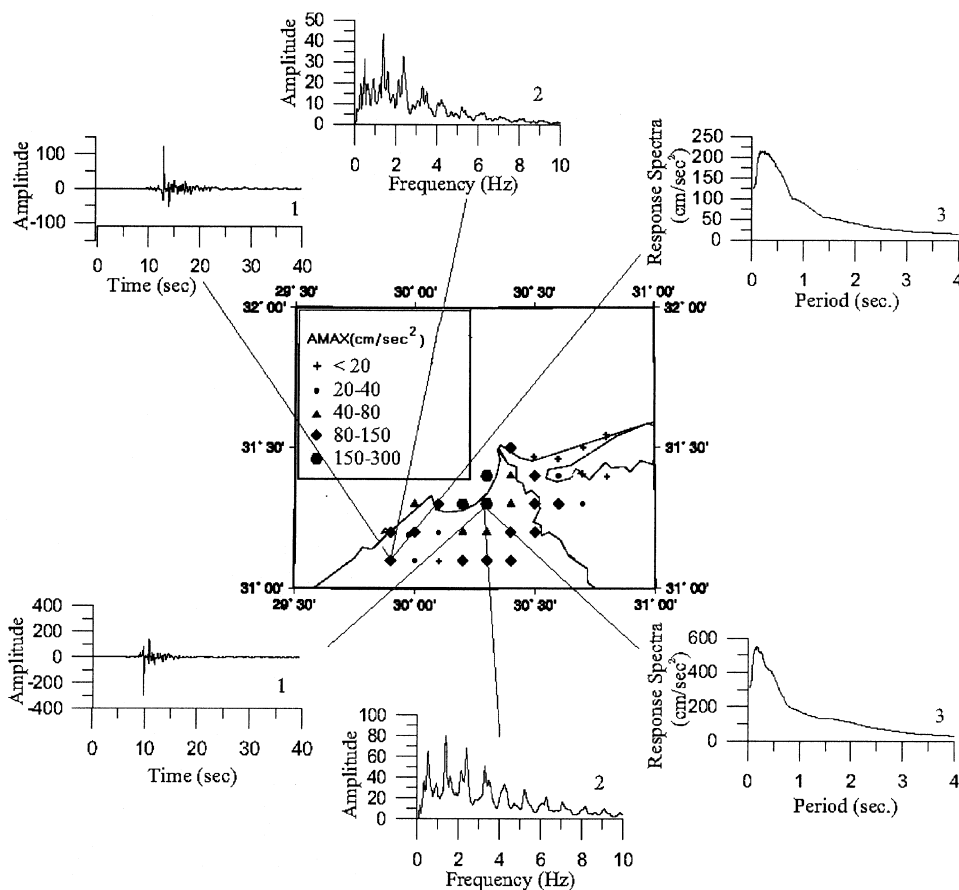 50
40
30
20
10
0
Amplitude
2
0 2 4 6 8 10
Frequency (Hz)
100
0
-100
Amplitude
1
0 10 20 30 40
Time (sec)
250
200
150
100
50
0
Response Spectra
(cm/sec²)
3
0 1 2 3 4
Period (sec.)
29° 30' 30° 00' 30° 30' 31° 00'
32° 00' 32° 00'
AMAX(cm/sec²)
< 20
20-40
40-80
80-150
150-300
31° 30' 31° 30'
31° 00' 31° 00'
29° 30' 30° 00' 30° 30' 31° 00'
400
200
0
-200
-400
Amplitude
1
0 10 20 30 40
Time (sec)
100
80
60
40
20
0
Amplitude
2
0 2 4 6 8 10
Frequency (Hz)
600
400
200
0
Response Spectra
(cm/sec²)
3
0 1 2 3 4
Period (sec.)